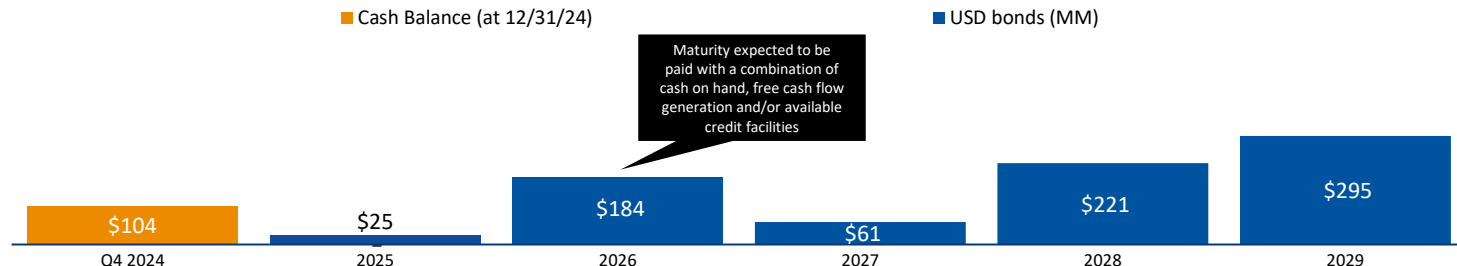 Cash Balance (at 12/31/24)
USD bonds (MM)
Maturity expected to be
paid with a combination of
cash on hand, free cash flow
generation and/or available
credit facilities
$104
$25
$184
$61
$221
$295
Q4 2024
2025
2026
2027
2028
2029